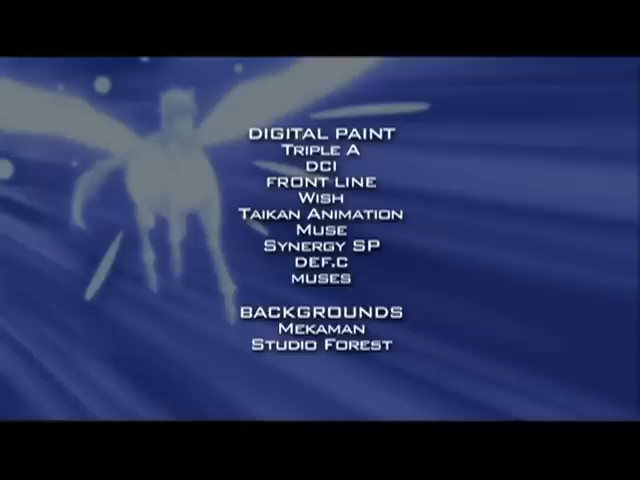 DIGITAL PAINT
TRIPLE A
DCI
FRONT LINE
WISH
TAIKAN ANIMATION
MUSE
SYNERGY SP
DEF.C
MUSES
BACKGROUNDS
MEKAMAN
STUDIO FOREST